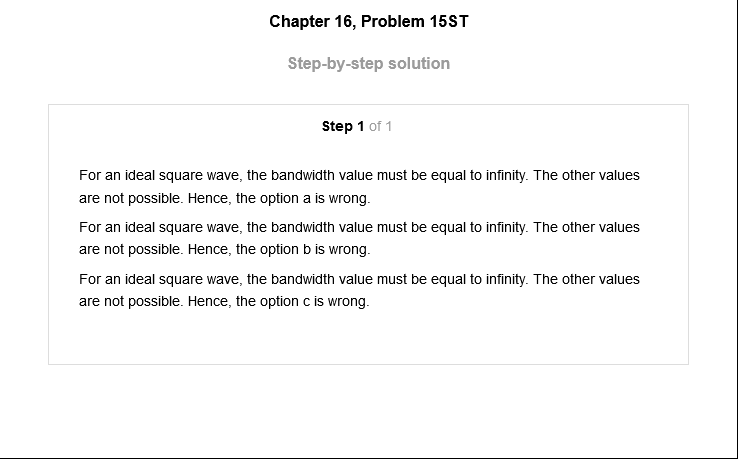 Chapter 16, Problem 15ST
Step-by-step solution
Step 1 of 1
For an ideal square wave, the bandwidth value must be equal to infinity. The other values
are not possible. Hence, the option a is wrong.
For an ideal square wave, the bandwidth value must be equal to infinity. The other values
are not possible. Hence, the option b is wrong.
For an ideal square wave, the bandwidth value must be equal to infinity. The other values
are not possible. Hence, the option c is wrong.